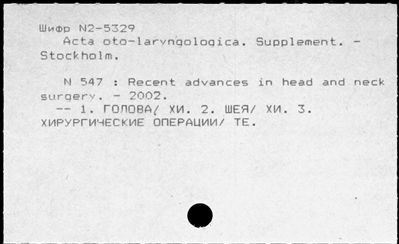 Шифр N2-5329
Acta oto-laryngologica. Supplement. -
Stockholm.
N 547 : Recent advances in head and neck
surgery. - 2002.
-- 1. ГОЛОВА/ ХИ. 2. ШЕЯ/ ХИ. 3.
ХИРУРГИЧЕСКИЕ ОПЕРАЦИИ/ ТЕ.